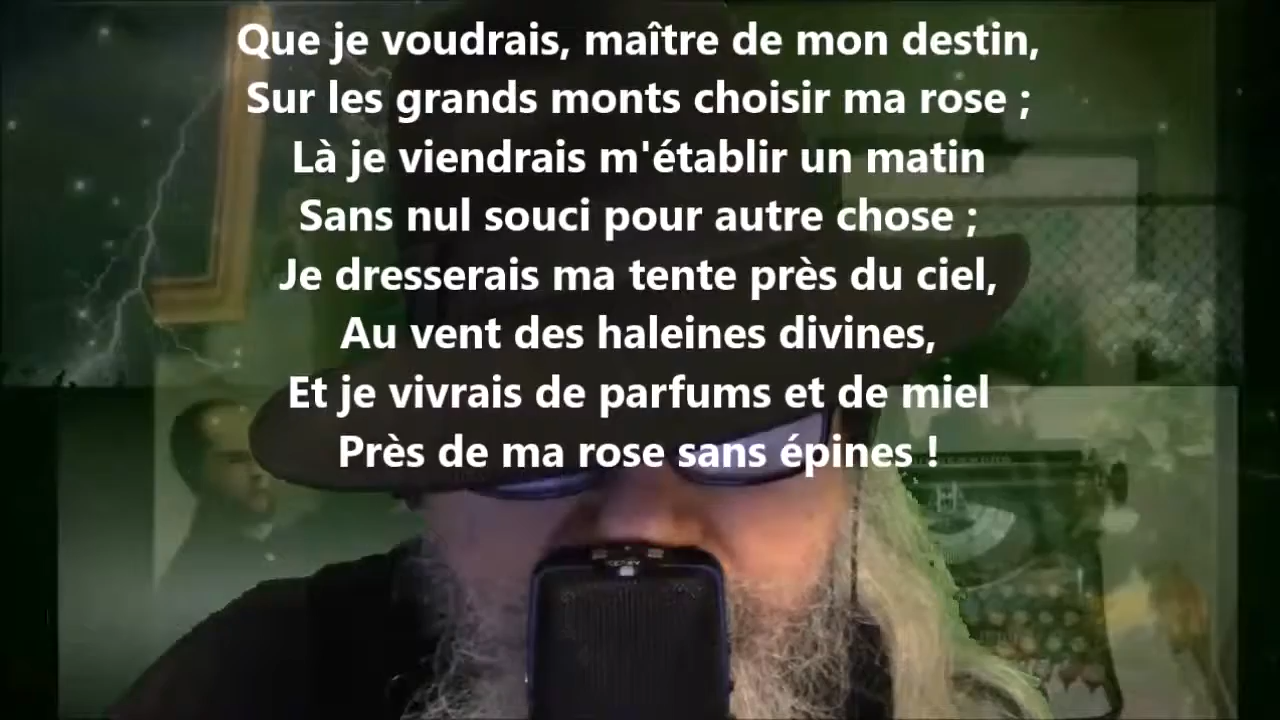 Que je voudrais, maître de mon destin,
Sur les grands monts choisir ma rose ;
Là je viendrais m'établir un matin
Sans nul souci pour autre chose ;
Je dresserais ma tente près du ciel,
Au vent des haleines divines,
Et je vivrais de parfums et de miel
Près de ma rose sans épines !